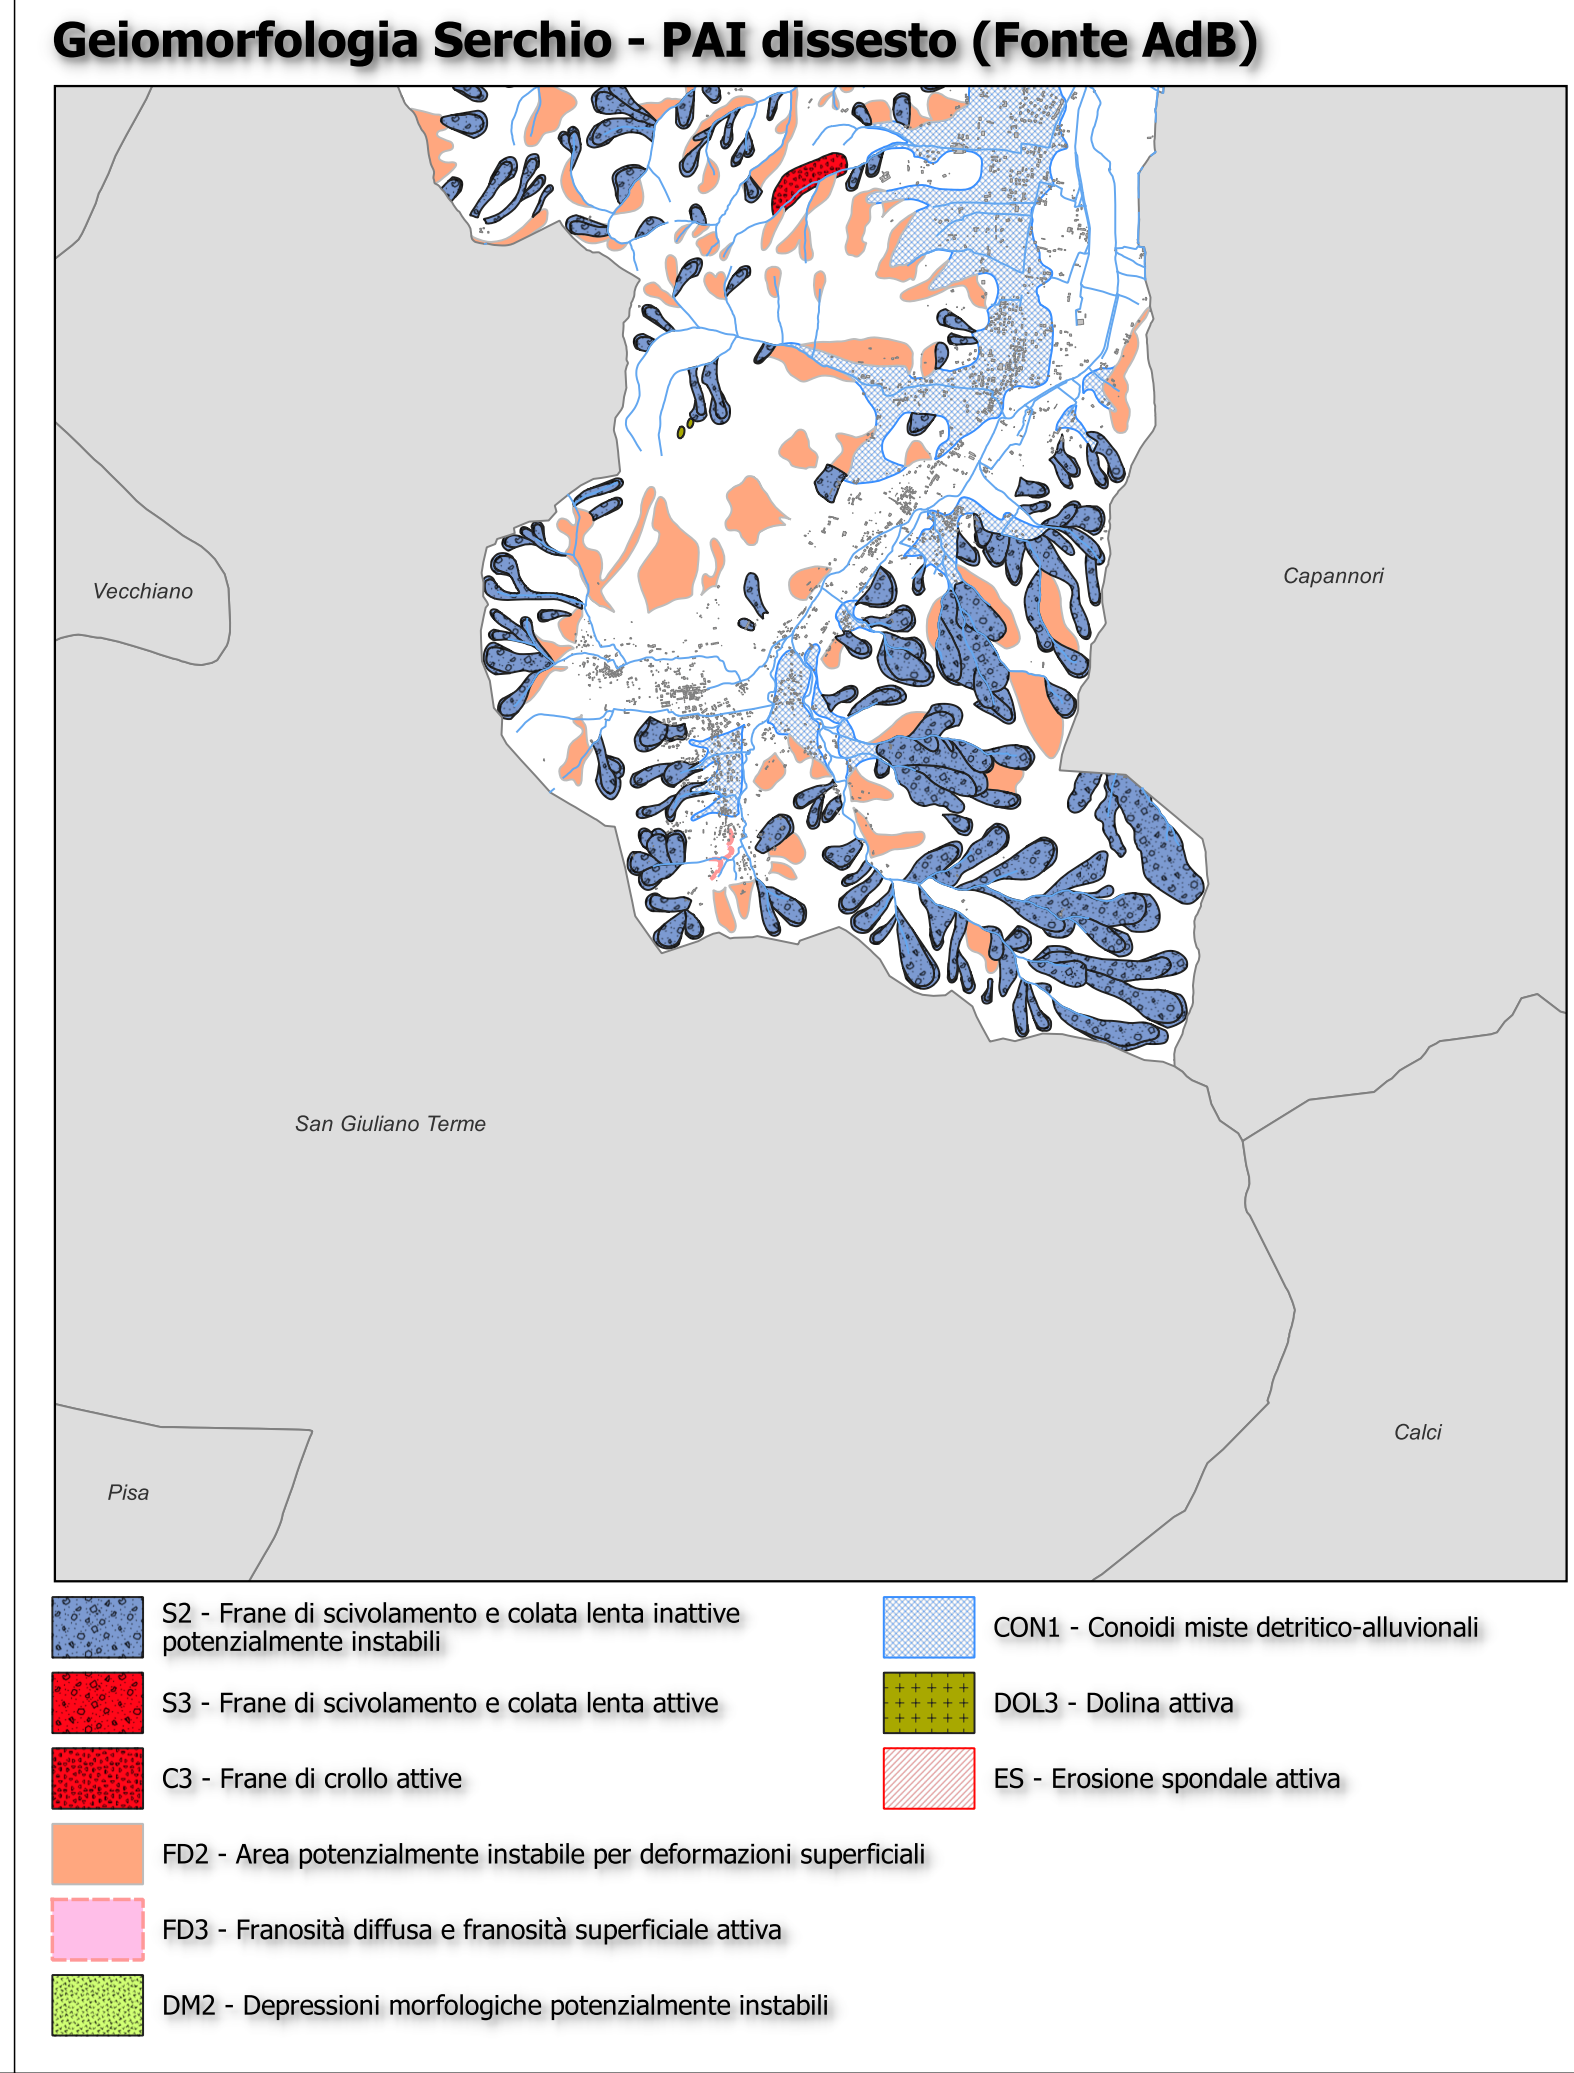 Geiomorfologia Serchio - PAI dissesto (Fonte AdB)
Capannori
Vecchiano
San Giuliano Terme
Calci
Pisa
S2 - Frane di scivolamento e colata lenta inattive
potenzialmente instabili
S3 - Frane di scivolamento e colata lenta attive
C3 - Frane di crollo attive
FD2 - Area potenzialmente instabile per deformazioni superficiali
FD3 - Franosità diffusa e franosità superficiale attiva
DM2 - Depressioni morfologiche potenzialmente instabili
CON1 - Conoidi miste detritico-alluvionali
DOL3 - Dolina attiva
ES - Erosione spondale attiva